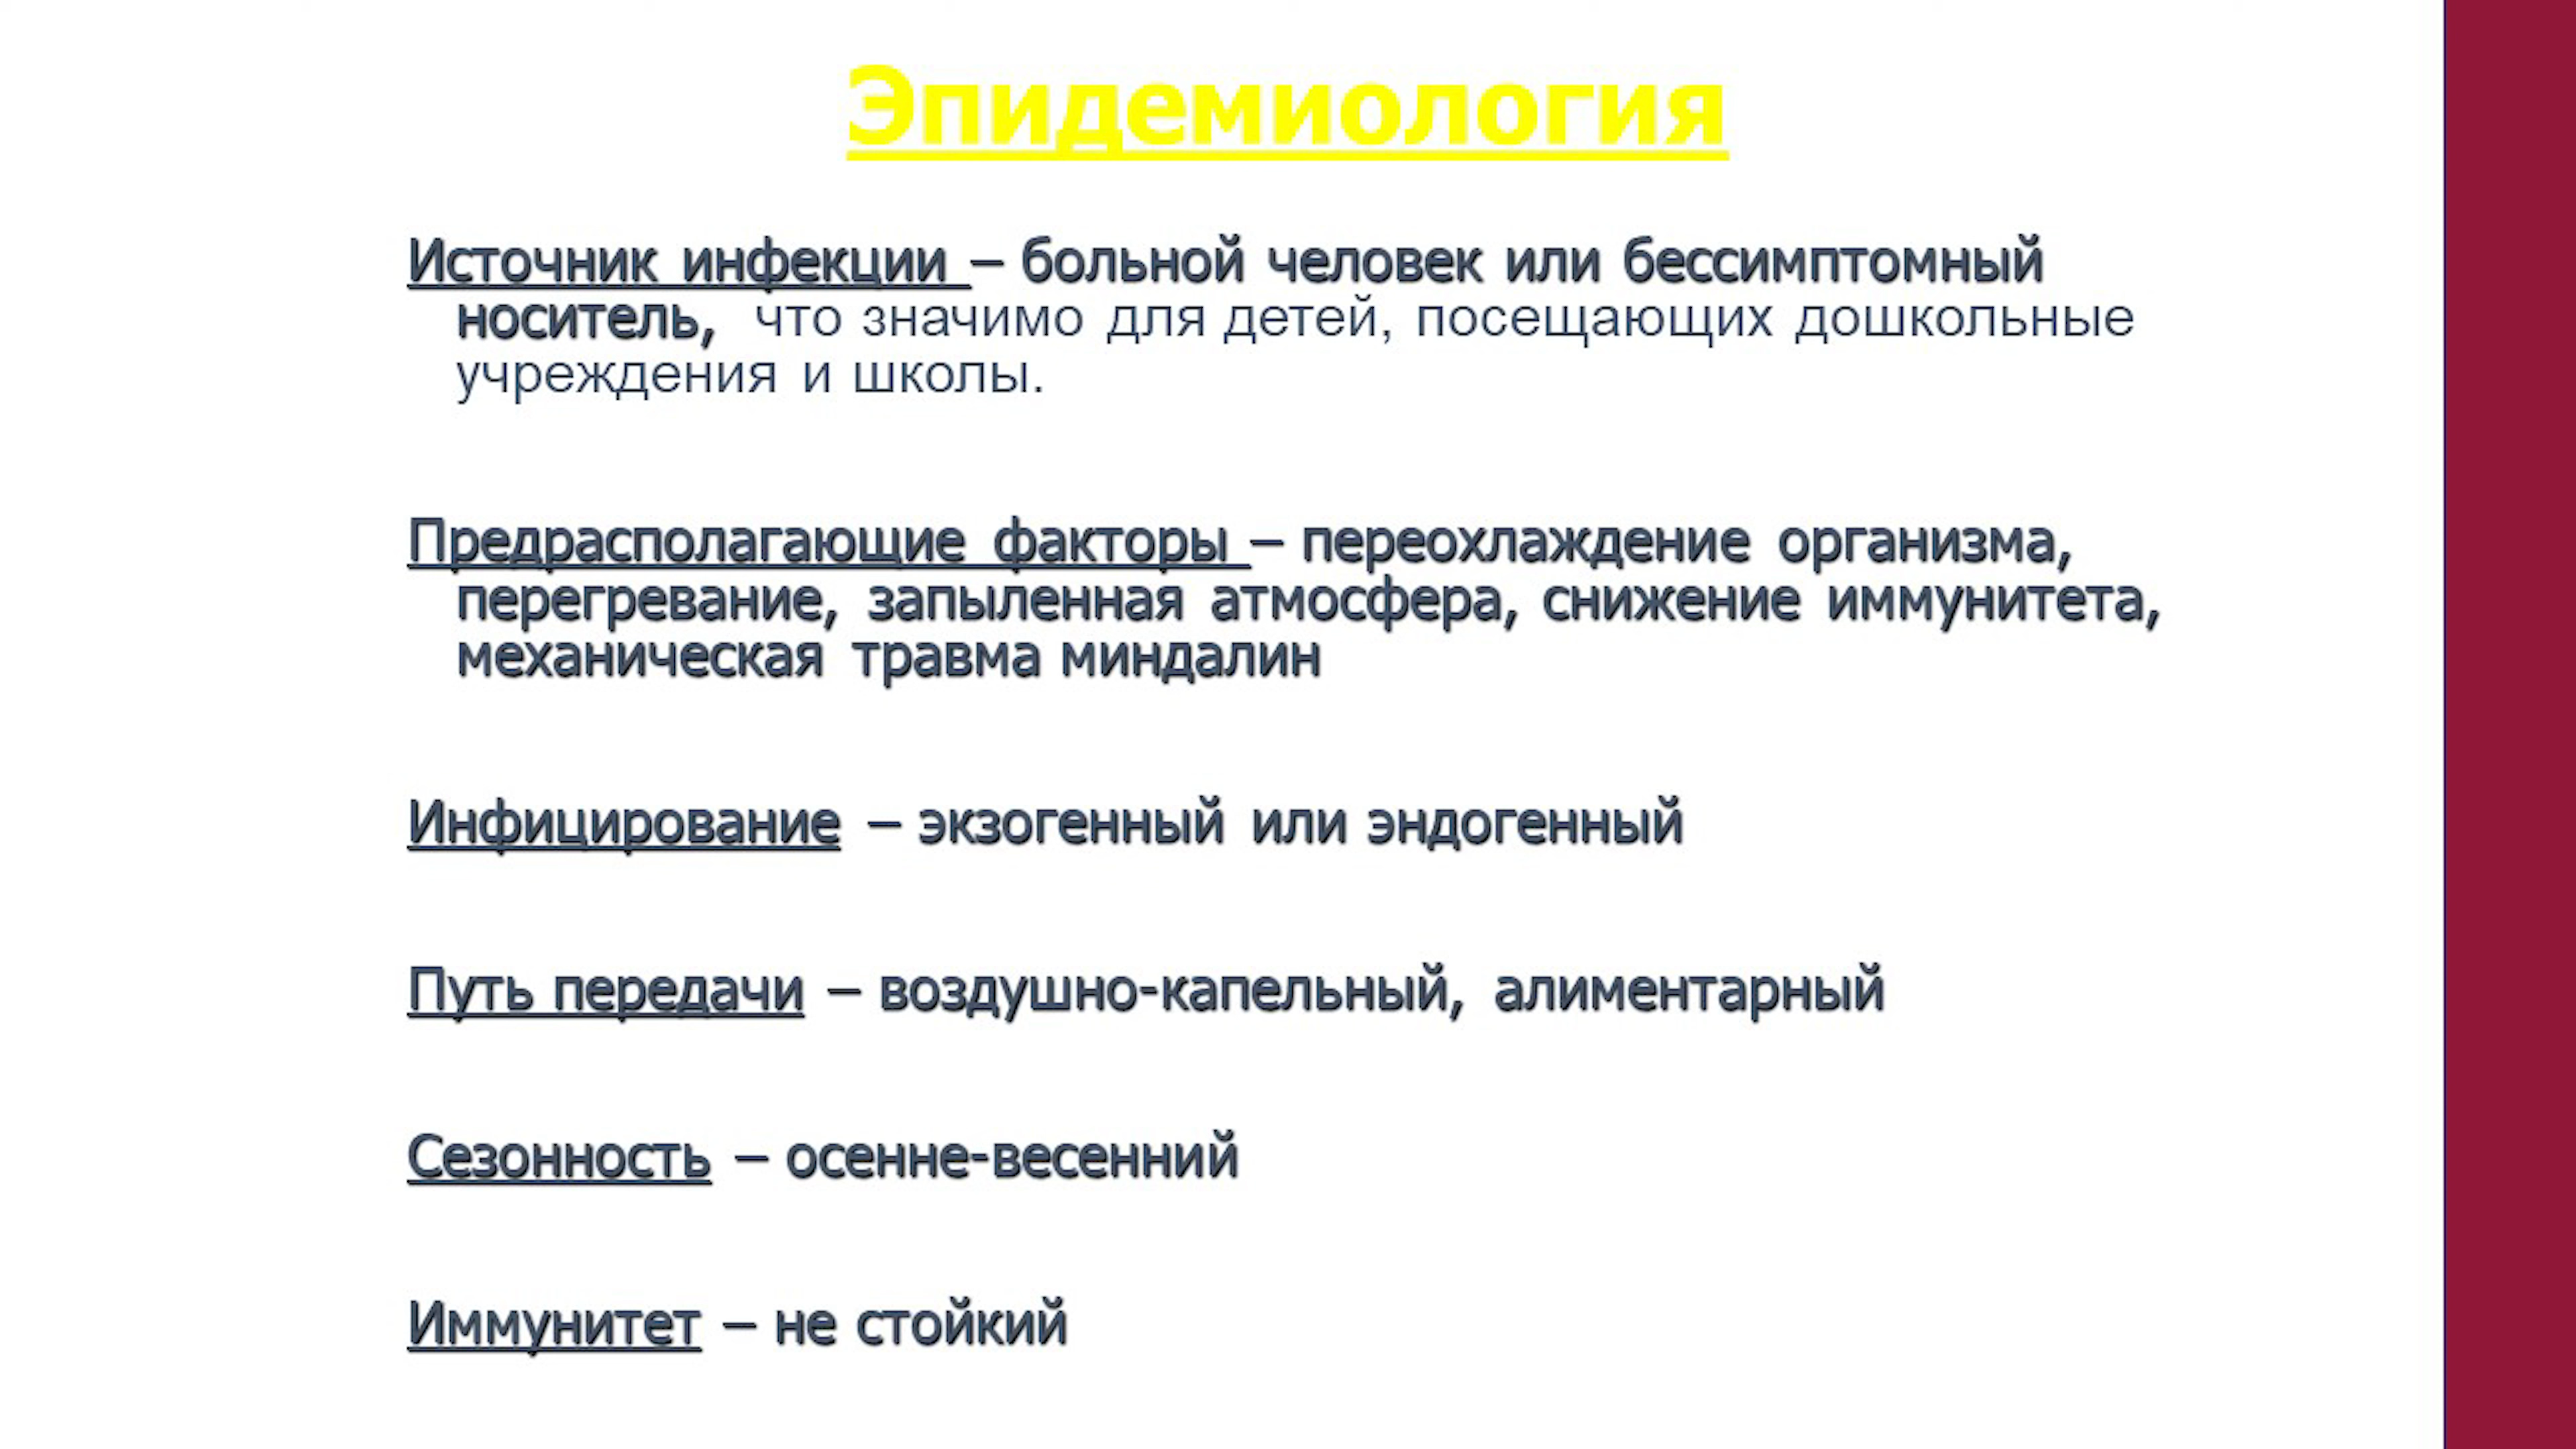 Эпидемиология
Источник инфекции – больной человек или бессимптомный
носитель, что значимо для детей, посещающих дошкольные
учреждения и школы.
Предрасполагающие факторы – переохлаждение организма,
перегревание, запыленная атмосфера, снижение иммунитета,
механическая травма миндалин
Инфицирование – экзогенный или эндогенный
Путь передачи – воздушно-капельный, алиментарный
Сезонность – осенне-весенний
Иммунитет – не стойкий